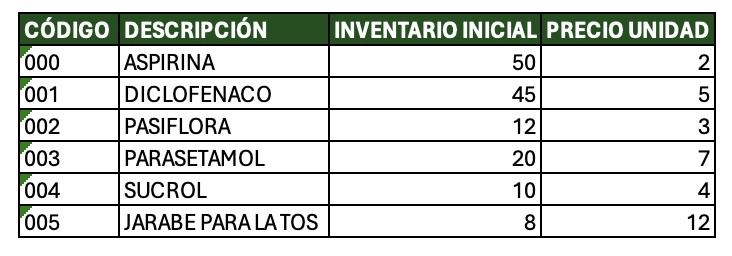 CÓDIGO DESCRIPCIÓN INVENTARIO INICIAL PRECIO UNIDAD
000 ASPIRINA 50 2
001 DICLOFENACO 45 5
002 PASIFLORA 12 3
003 PARASETAMOL 20 7
004 SUCROL 10 4
005 JARABE PARA LA TOS 8 12